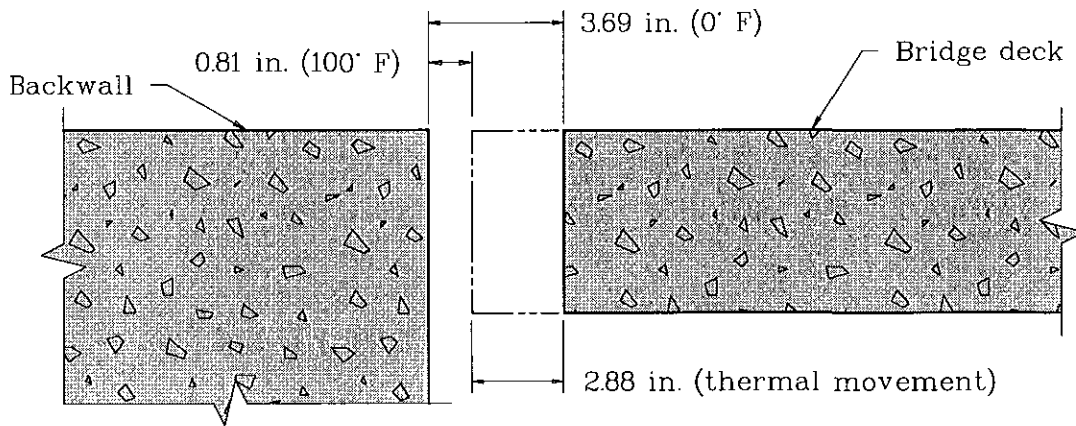 3.69 in. (0° F)
0.81 in. (100° F)
Bridge deck
Backwall
2.88 in. (thermal movement)